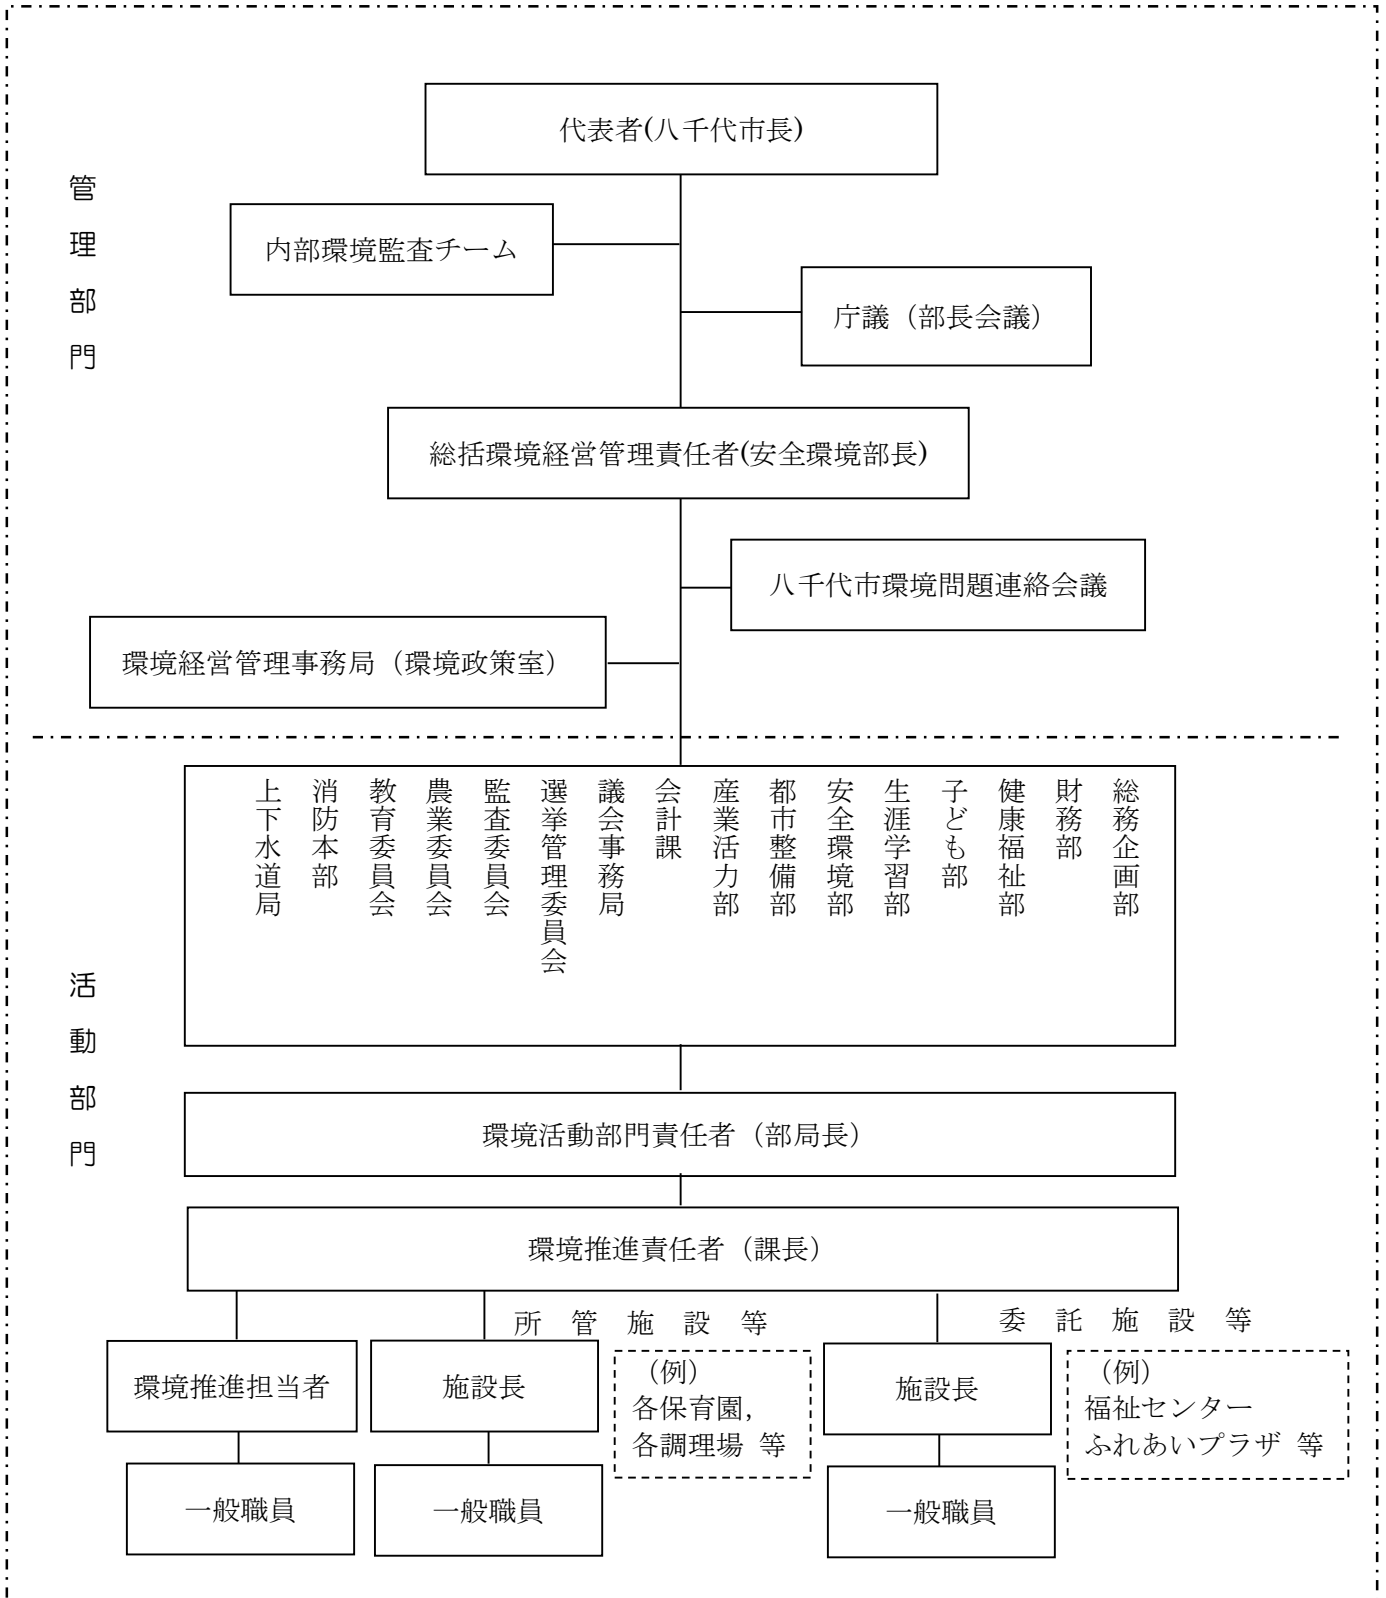 代表者(八千代市長)
管理部門
内部環境監査チーム
庁議（部長会議）
総括環境経営管理責任者(安全環境部長)
八千代市環境問題連絡会議
環境経営管理事務局（環境政策室）
総務企画部
財務部
健康福祉部
子ども部
生涯学習部
安全環境部
都市整備部
産業活力部
会計課
議会事務局
選挙管理委員会
監査委員会
農業委員会
教育委員会
消防本部
上下水道局
活動部門
環境活動部門責任者（部局長）
環境推進責任者（課長）
所管施設等
委託施設等
環境推進担当者
施設長
（例）
各保育園，
各調理場 等
施設長
（例）
福祉センター
ふれあいプラザ 等
一般職員
一般職員
一般職員